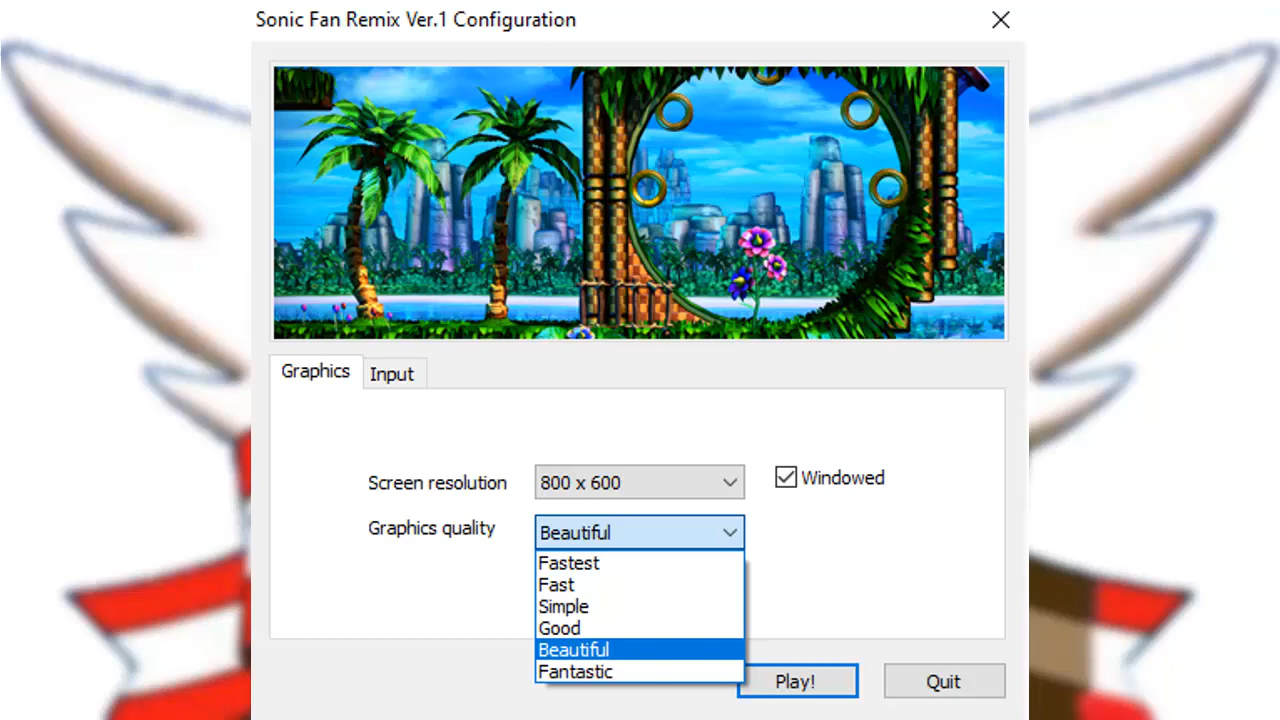 Sonic Fan Remix Ver.1 Configuration
Graphics
Input
Screen resolution
800 x 600
Windowed
Graphics quality
Beautiful
Fastest
Fast
Simple
Good
Beautiful
Fantastic
Play!
Quit